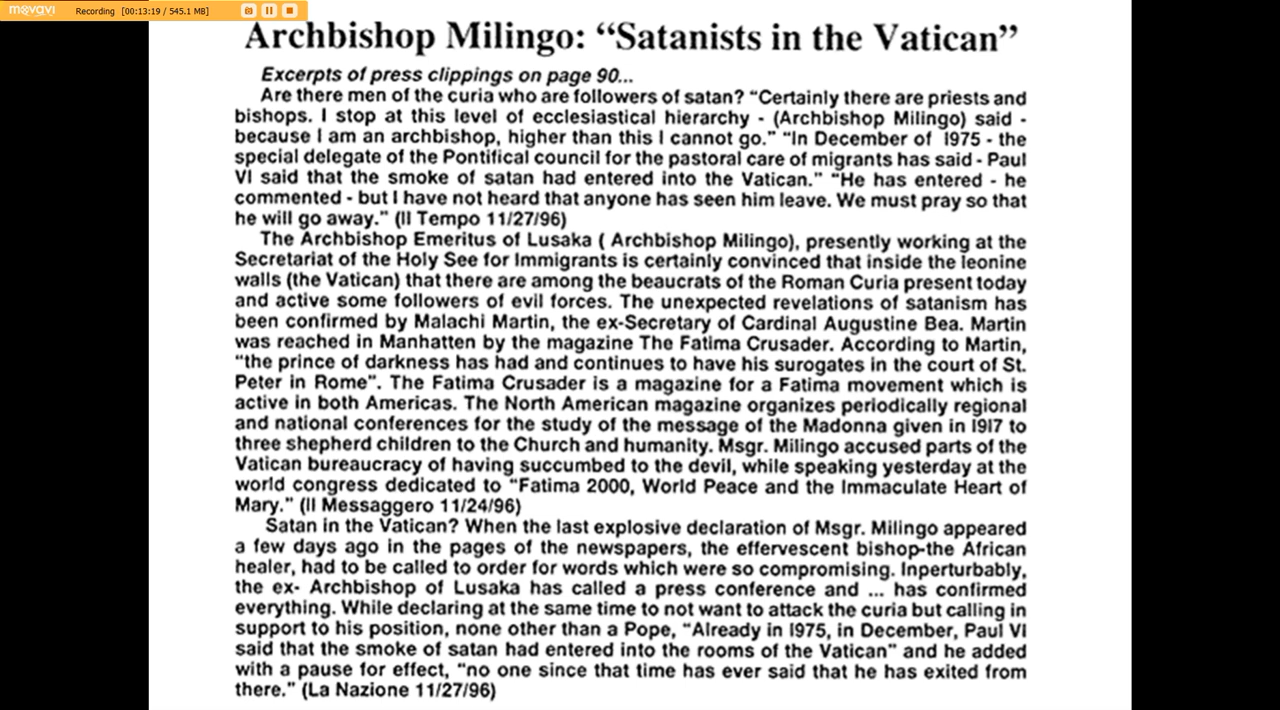 movavi Recording [00:13:19 / 545.1 MB]
Archbishop Milingo: “Satanists in the Vatican”
Excerpts of press clippings on page 90...
Are there men of the curia who are followers of satan? “Certainly there are priests and
bishops. I stop at this level of ecclesiastical hierarchy - (Archbishop Milingo) said -
because I am an archbishop, higher than this I cannot go.” “In December of 1975 - the
special delegate of the Pontifical council for the pastoral care of migrants has said - Paul
VI said that the smoke of satan had entered into the Vatican.” “He has entered - he
commented - but I have not heard that anyone has seen him leave. We must pray so that
he will go away.” (Il Tempo 11/27/96)
The Archbishop Emeritus of Lusaka ( Archbishop Milingo), presently working at the
Secretariat of the Holy See for Immigrants is certainly convinced that inside the leonine
walls (the Vatican) that there are among the beaucrats of the Roman Curia present today
and active some followers of evil forces. The unexpected revelations of satanism has
been confirmed by Malachi Martin, the ex-Secretary of Cardinal Augustine Bea. Martin
was reached in Manhatten by the magazine The Fatima Crusader. According to Martin,
“the prince of darkness has had and continues to have his surogates in the court of St.
Peter in Rome”. The Fatima Crusader is a magazine for a Fatima movement which is
active in both Americas. The North American magazine organizes periodically regional
and national conferences for the study of the message of the Madonna given in 1917 to
three shepherd children to the Church and humanity. Msgr. Milingo accused parts of the
Vatican bureaucracy of having succumbed to the devil, while speaking yesterday at the
world congress dedicated to “Fatima 2000, World Peace and the Immaculate Heart of
Mary.” (Il Messaggero 11/24/96)
Satan in the Vatican? When the last explosive declaration of Msgr. Milingo appeared
a few days ago in the pages of the newspapers, the effervescent bishop-the African
healer, had to be called to order for words which were so compromising. Inperturbably,
the ex- Archbishop of Lusaka has called a press conference and ... has confirmed
everything. While declaring at the same time to not want to attack the curia but calling in
support to his position, none other than a Pope, “Already in 1975, in December, Paul VI
said that the smoke of satan had entered into the rooms of the Vatican” and he added
with a pause for effect, “no one since that time has ever said that he has exited from
there.” (La Nazione 11/27/96)